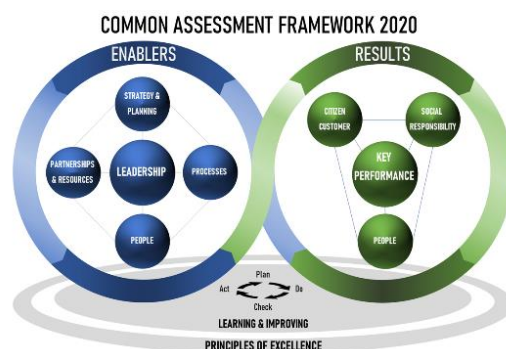 COMMON ASSESSMENT FRAMEWORK 2020
ENABLERS
RESULTS
STRATEGY &
PLANNING
PARTNERSHIPS
& RESOURCES
LEADERSHIP
PROCESSES
PEOPLE
CITIZEN
CUSTOMER
SOCIAL
RESPONSIBILITY
KEY
PERFORMANCE
PEOPLE
Plan
Act
Do
Check
LEARNING & IMPROVING
PRINCIPLES OF EXCELLENCE